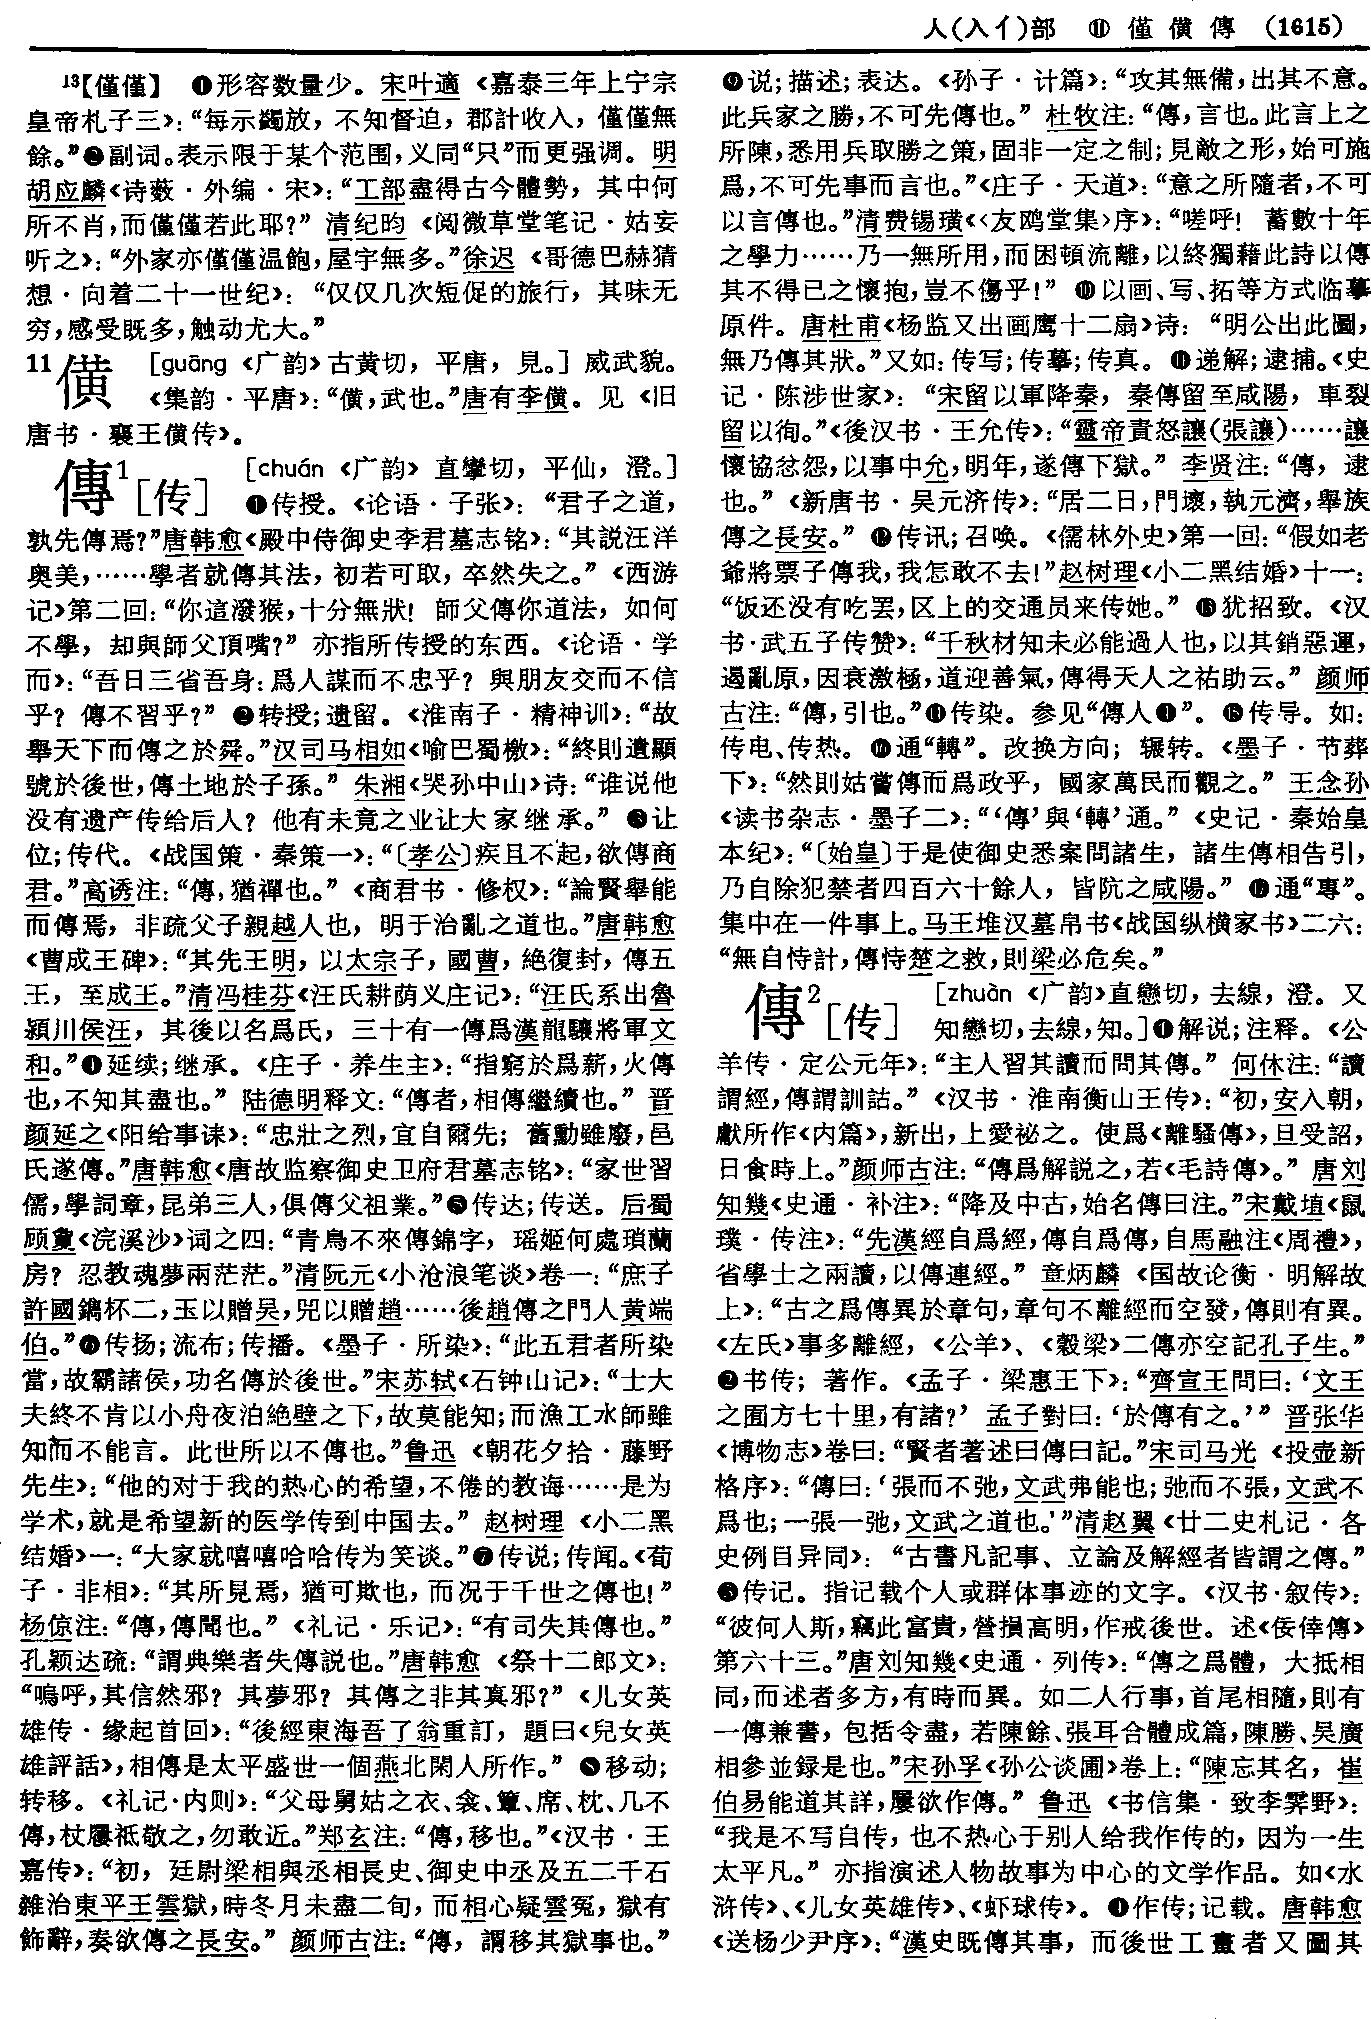 人(入亻)部 ⑪ 僅 僙 傳 (1615)
¹³【僅僅】 ❶形容数量少。宋叶適《嘉泰三年上宁宗
皇帝札子三》：“每示蠲放，不知督迫，郡計收入，僅僅無
餘。”❷副词。表示限于某个范围，义同“只”而更强调。明
胡应麟《诗薮·外编·宋》：“工部盡得古今體勢，其中何
所不肖，而僅僅若此耶？” 清纪昀《阅微草堂笔记·姑妄
听之》：“外家亦僅僅温飽，屋宇無多。”徐迟《哥德巴赫猜
想·向着二十一世纪》：“仅仅几次短促的旅行，其味无
穷，感受既多，触动尤大。”
11 僙 [guāng《广韵》古黄切，平唐，見。] 威武貌。
《集韵·平唐》：“僙，武也。”唐有李僙。见《旧
唐书·襄王僙传》。
傳¹[传] [chuán《广韵》直攣切，平仙，澄。]
❶传授。《论语·子张》：“君子之道，
孰先傳焉？”唐韩愈《殿中侍御史李君墓志铭》：“其説汪洋
奥美，……學者就傳其法，初若可取，卒然失之。”《西游
记》第二回：“你這潑猴，十分無狀！師父傳你道法，如何
不學，却與師父頂嘴？” 亦指所传授的东西。《论语·学
而》：“吾日三省吾身：爲人謀而不忠乎？與朋友交而不信
乎？傳不習乎？” ❷转授；遗留。《淮南子·精神训》：“故
舉天下而傳之於舜。”汉司马相如《喻巴蜀檄》：“終則遺顯
號於後世，傳土地於子孫。” 朱湘《哭孙中山》诗：“谁说他
没有遗产传给后人？他有未竟之业让大家继承。” ❸让
位；传代。《战国策·秦策一》：“〔孝公〕疾且不起，欲傳商
君。”高诱注：“傳，猶禪也。”《商君书·修权》：“論賢舉能
而傳焉，非疏父子親越人也，明于治亂之道也。”唐韩愈
《曹成王碑》：“其先王明，以太宗子，國曹，絶復封，傳五
王，至成王。”清冯桂芬《汪氏耕荫义庄记》：“汪氏系出魯
潁川侯汪，其後以名爲氏，三十有一傳爲漢龍驤將軍文
和。”❹延续；继承。《庄子·养生主》：“指窮於爲薪，火傳
也，不知其盡也。” 陆德明释文：“傳者，相傳繼續也。” 晋
颜延之《阳给事诔》：“忠壯之烈，宜自爾先；舊勳雖廢，邑
氏遂傳。”唐韩愈《唐故监察御史卫府君墓志铭》：“家世習
儒，學詞章，昆弟三人，俱傳父祖業。”❺传达；传送。后蜀
顾夐《浣溪沙》词之四：“青鳥不來傳錦字，瑶姬何處瑣蘭
房？忍教魂夢兩茫茫。”清阮元《小沧浪笔谈》卷一：“庶子
許國鐫杯二，玉以贈吴，兕以贈趙……後趙傳之門人黄端
伯。”❻传扬；流布；传播。《墨子·所染》：“此五君者所染
當，故霸諸侯，功名傳於後世。”宋苏轼《石钟山记》：“士大
夫終不肯以小舟夜泊絶壁之下，故莫能知；而漁工水師雖
知而不能言。此世所以不傳也。”鲁迅《朝花夕拾·藤野
先生》：“他的对于我的热心的希望，不倦的教诲……是为
学术，就是希望新的医学传到中国去。” 赵树理《小二黑
结婚》一：“大家就嘻嘻哈哈传为笑谈。”❼传说；传闻。《荀
子·非相》：“其所見焉，猶可欺也，而况于千世之傳也！”
杨倞注：“傳，傳聞也。”《礼记·乐记》：“有司失其傳也。”
孔颖达疏：“謂典樂者失傳説也。”唐韩愈《祭十二郎文》：
“嗚呼，其信然邪？其夢邪？其傳之非其真邪？”《儿女英
雄传·缘起首回》：“後經東海吾了翁重訂，題曰《兒女英
雄評話》，相傳是太平盛世一個燕北閑人所作。” ❽移动；
转移。《礼记·内则》：“父母舅姑之衣、衾、簟、席、枕、几不
傳，杖屨祇敬之，勿敢近。”郑玄注：“傳，移也。”《汉书·王
嘉传》：“初，廷尉梁相與丞相長史、御史中丞及五二千石
雜治東平王雲獄，時冬月未盡二旬，而相心疑雲冤，獄有
飾辭，奏欲傳之長安。” 颜师古注：“傳，謂移其獄事也。”
❾说；描述；表达。《孙子·计篇》：“攻其無備，出其不意。
此兵家之勝，不可先傳也。” 杜牧注：“傳，言也。此言上之
所陳，悉用兵取勝之策，固非一定之制；見敵之形，始可施
爲，不可先事而言也。”《庄子·天道》：“意之所隨者，不可
以言傳也。”清费锡璜《〈友鸥堂集〉序》：“嗟呼！蓄數十年
之學力……乃一無所用，而困頓流離，以終獨藉此詩以傳
其不得已之懷抱，豈不傷乎！” ❿以画、写、拓等方式临摹
原件。唐杜甫《杨监又出画鹰十二扇》诗：“明公出此圖，
無乃傳其狀。”又如：传写；传摹；传真。⓫递解；逮捕。《史
记·陈涉世家》：“宋留以軍降秦，秦傳留至咸陽，車裂
留以徇。”《後汉书·王允传》：“靈帝責怒讓(張讓)……讓
懷協忿怨，以事中允，明年，遂傳下獄。” 李贤注：“傳，逮
也。”《新唐书·吴元济传》：“居二日，門壞，執元濟，舉族
傳之長安。” ⓬传讯；召唤。《儒林外史》第一回：“假如老
爺將票子傳我，我怎敢不去！”赵树理《小二黑结婚》十一：
“饭还没有吃罢，区上的交通员来传她。” ⓭犹招致。《汉
书·武五子传赞》：“千秋材知未必能過人也，以其銷惡運，
遏亂原，因衰激極，道迎善氣，傳得天人之祐助云。” 颜师
古注：“傳，引也。”⓮传染。参见“傳人❶”。⓯传导。如：
传电、传热。⓰通“轉”。改换方向；辗转。《墨子·节葬
下》：“然則姑嘗傳而爲政乎，國家萬民而觀之。” 王念孙
《读书杂志·墨子二》：“‘傳’與‘轉’通。”《史记·秦始皇
本纪》：“〔始皇〕于是使御史悉案問諸生，諸生傳相告引，
乃自除犯禁者四百六十餘人，皆阬之咸陽。” ⓱通“專”。
集中在一件事上。马王堆汉墓帛书《战国纵横家书》二六：
“無自恃計，傳恃楚之救，則梁必危矣。”
傳²[传] [zhuàn《广韵》直戀切，去線，澄。又
知戀切，去線，知。]❶解说；注释。《公
羊传·定公元年》：“主人習其讀而問其傳。” 何休注：“讀
謂經，傳謂訓詁。”《汉书·淮南衡山王传》：“初，安入朝，
獻所作《内篇》，新出，上愛祕之。使爲《離騷傳》，旦受詔，
日食時上。”颜师古注：“傳爲解説之，若《毛詩傳》。” 唐刘
知幾《史通·补注》：“降及中古，始名傳曰注。”宋戴埴《鼠
璞·传注》：“先漢經自爲經，傳自爲傳，自馬融注《周禮》，
省學士之兩讀，以傳連經。” 章炳麟《国故论衡·明解故
上》：“古之爲傳異於章句，章句不離經而空發，傳則有異。
《左氏》事多離經，《公羊》、《穀梁》二傳亦空記孔子生。”
❷书传；著作。《孟子·梁惠王下》：“齊宣王問曰：‘文王
之囿方七十里，有諸？’孟子對曰：‘於傳有之。’” 晋张华
《博物志》卷曰：“賢者著述曰傳曰記。”宋司马光《投壶新
格序》：“傳曰：‘張而不弛，文武弗能也；弛而不張，文武不
爲也；一張一弛，文武之道也。’”清赵翼《廿二史札记·各
史例目异同》：“古書凡記事、立論及解經者皆謂之傳。”
❸传记。指记载个人或群体事迹的文字。《汉书·叙传》：
“彼何人斯，竊此富貴，營損高明，作戒後世。述《佞倖傳》
第六十三。”唐刘知幾《史通·列传》：“傳之爲體，大抵相
同，而述者多方，有時而異。如二人行事，首尾相隨，則有
一傳兼書，包括令盡，若陳餘、張耳合體成篇，陳勝、吴廣
相參並録是也。”宋孙孚《孙公谈圃》卷上：“陳忘其名，崔
伯易能道其詳，屢欲作傳。” 鲁迅《书信集·致李霁野》：
“我是不写自传，也不热心于别人给我作传的，因为一生
太平凡。” 亦指演述人物故事为中心的文学作品。如《水
浒传》、《儿女英雄传》、《虾球传》。❹作传；记载。唐韩愈
《送杨少尹序》：“漢史既傳其事，而後世工畫者又圖其